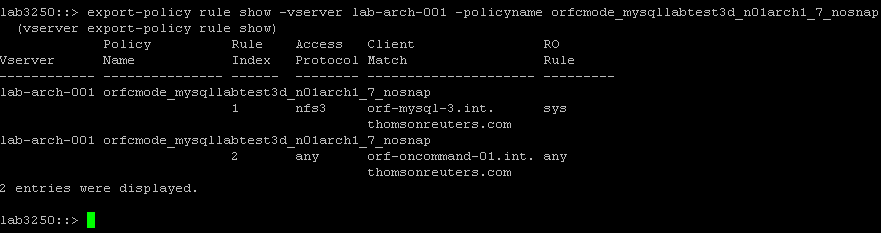 lab3250::> export-policy rule show -vserver lab-arch-001 -policyname orfcmode_mysqllabtest3d_n01arch1_7_nosnap
(vserver export-policy rule show)
Policy Rule Access Client RO
Vserver Name Index Protocol Match Rule
------------ --------------- ------ -------- --------------------- ---------
lab-arch-001 orfcmode_mysqllabtest3d_n01arch1_7_nosnap
1 nfs3 orf-mysql-3.int. sys
thomsonreuters.com
lab-arch-001 orfcmode_mysqllabtest3d_n01arch1_7_nosnap
2 any orf-oncommand-01.int. any
thomsonreuters.com
2 entries were displayed.
lab3250::>